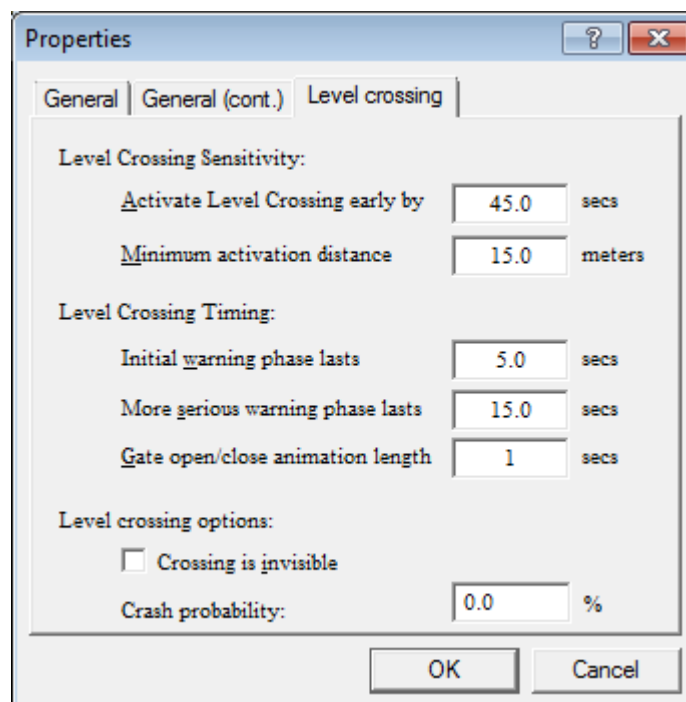 Properties
General General (cont.) Level crossing
Level Crossing Sensitivity:
Activate Level Crossing early by 45.0 secs
Minimum activation distance 15.0 meters
Level Crossing Timing:
Initial warning phase lasts 5.0 secs
More serious warning phase lasts 15.0 secs
Gate open/close animation length 1 secs
Level crossing options:
Crossing is invisible
Crash probability: 0.0 %
OK Cancel